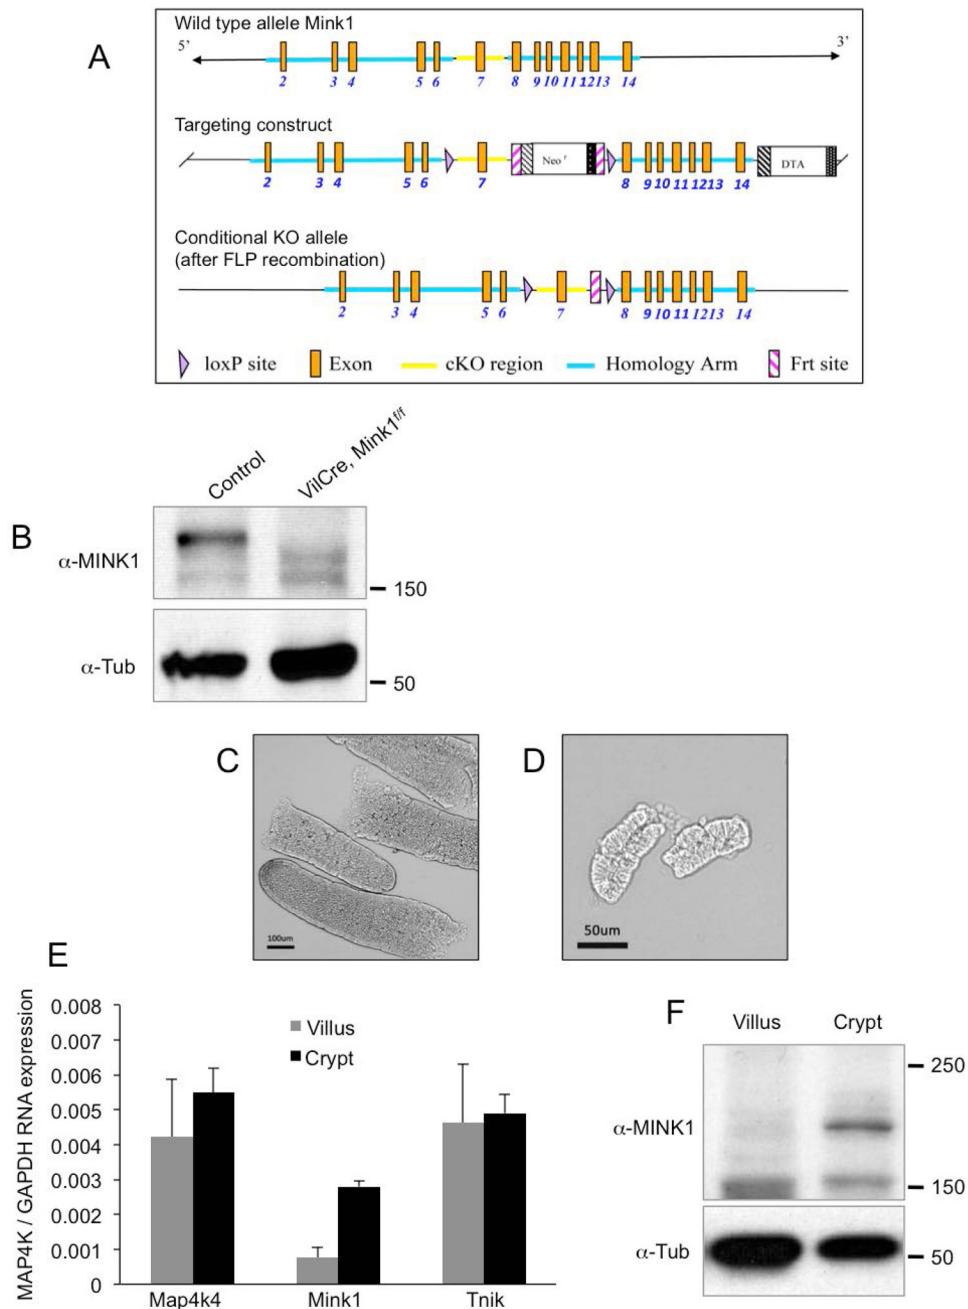 A
Wild type allele Mink1
5’ 3’
2 3 4 5 6 7 8 9 10 11 12 13 14
Targeting construct
Neo r DTA
2 3 4 5 6 7 8 9 10 11 12 13 14
Conditional KO allele
(after FLP recombination)
2 3 4 5 6 7 8 9 10 11 12 13 14
loxP site Exon cKO region Homology Arm Frt site
B
Control VilCre, Mink1f/f
α-MINK1
150
α-Tub
50
C
100um
D
50um
E
MAP4K / GAPDH RNA expression
0.008
0.007
0.006
0.005
0.004
0.003
0.002
0.001
0
Villus
Crypt
Map4k4 Mink1 Tnik
F
Villus Crypt
250
α-MINK1
150
α-Tub
50